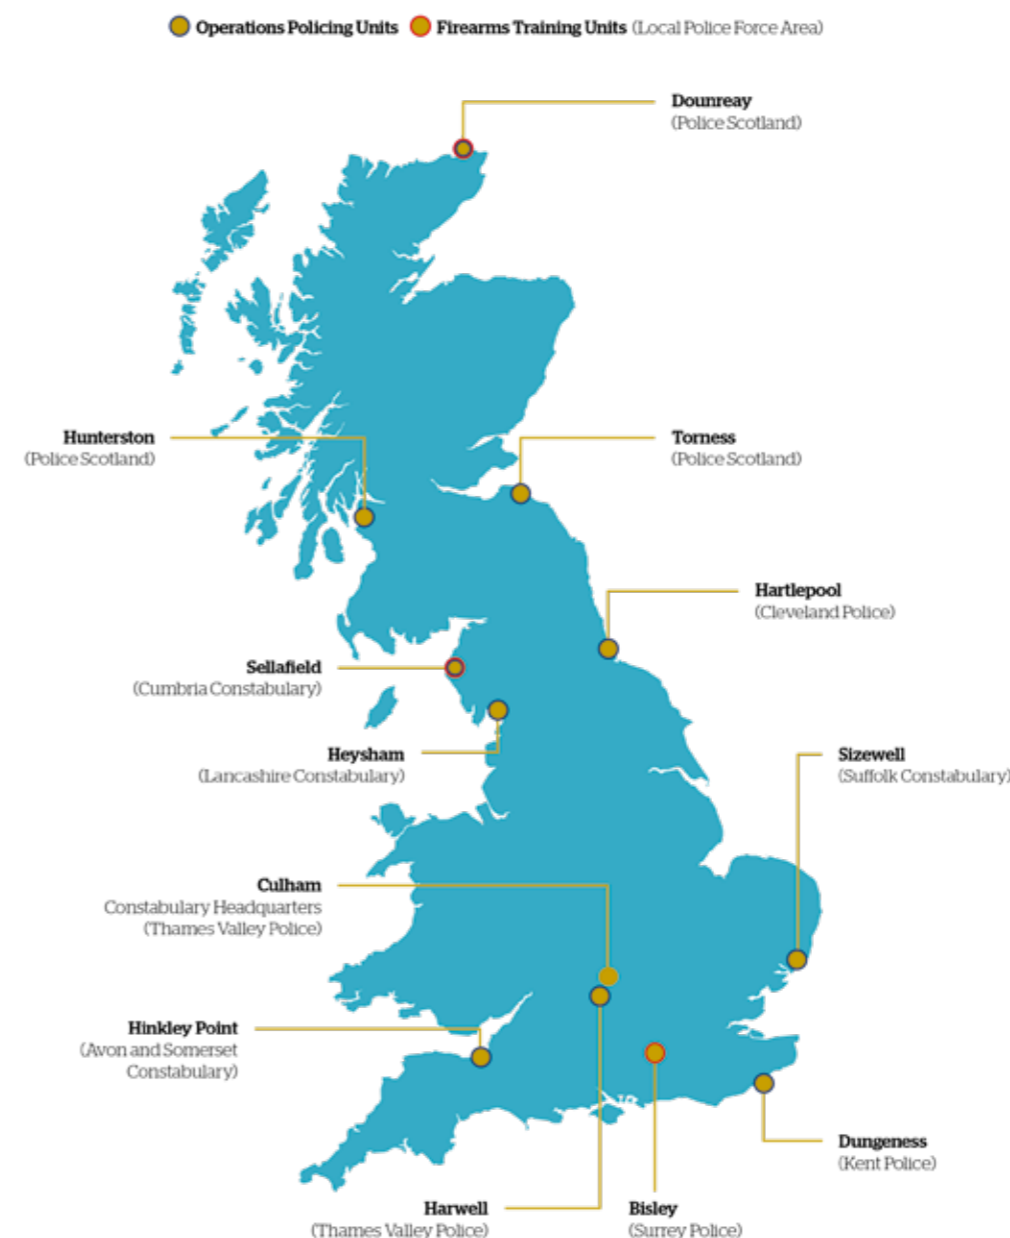 Operations Policing Units Firearms Training Units (Local Police Force Area)
Dounreay
(Police Scotland)
Hunterston
(Police Scotland)
Torness
(Police Scotland)
Hartlepool
(Cleveland Police)
Sellafield
(Cumbria Constabulary)
Heysham
(Lancashire Constabulary)
Sizewell
(Suffolk Constabulary)
Culham
Constabulary Headquarters
(Thames Valley Police)
Hinkley Point
(Avon and Somerset
Constabulary)
Dungeness
(Kent Police)
Harwell
(Thames Valley Police)
Bisley
(Surrey Police)